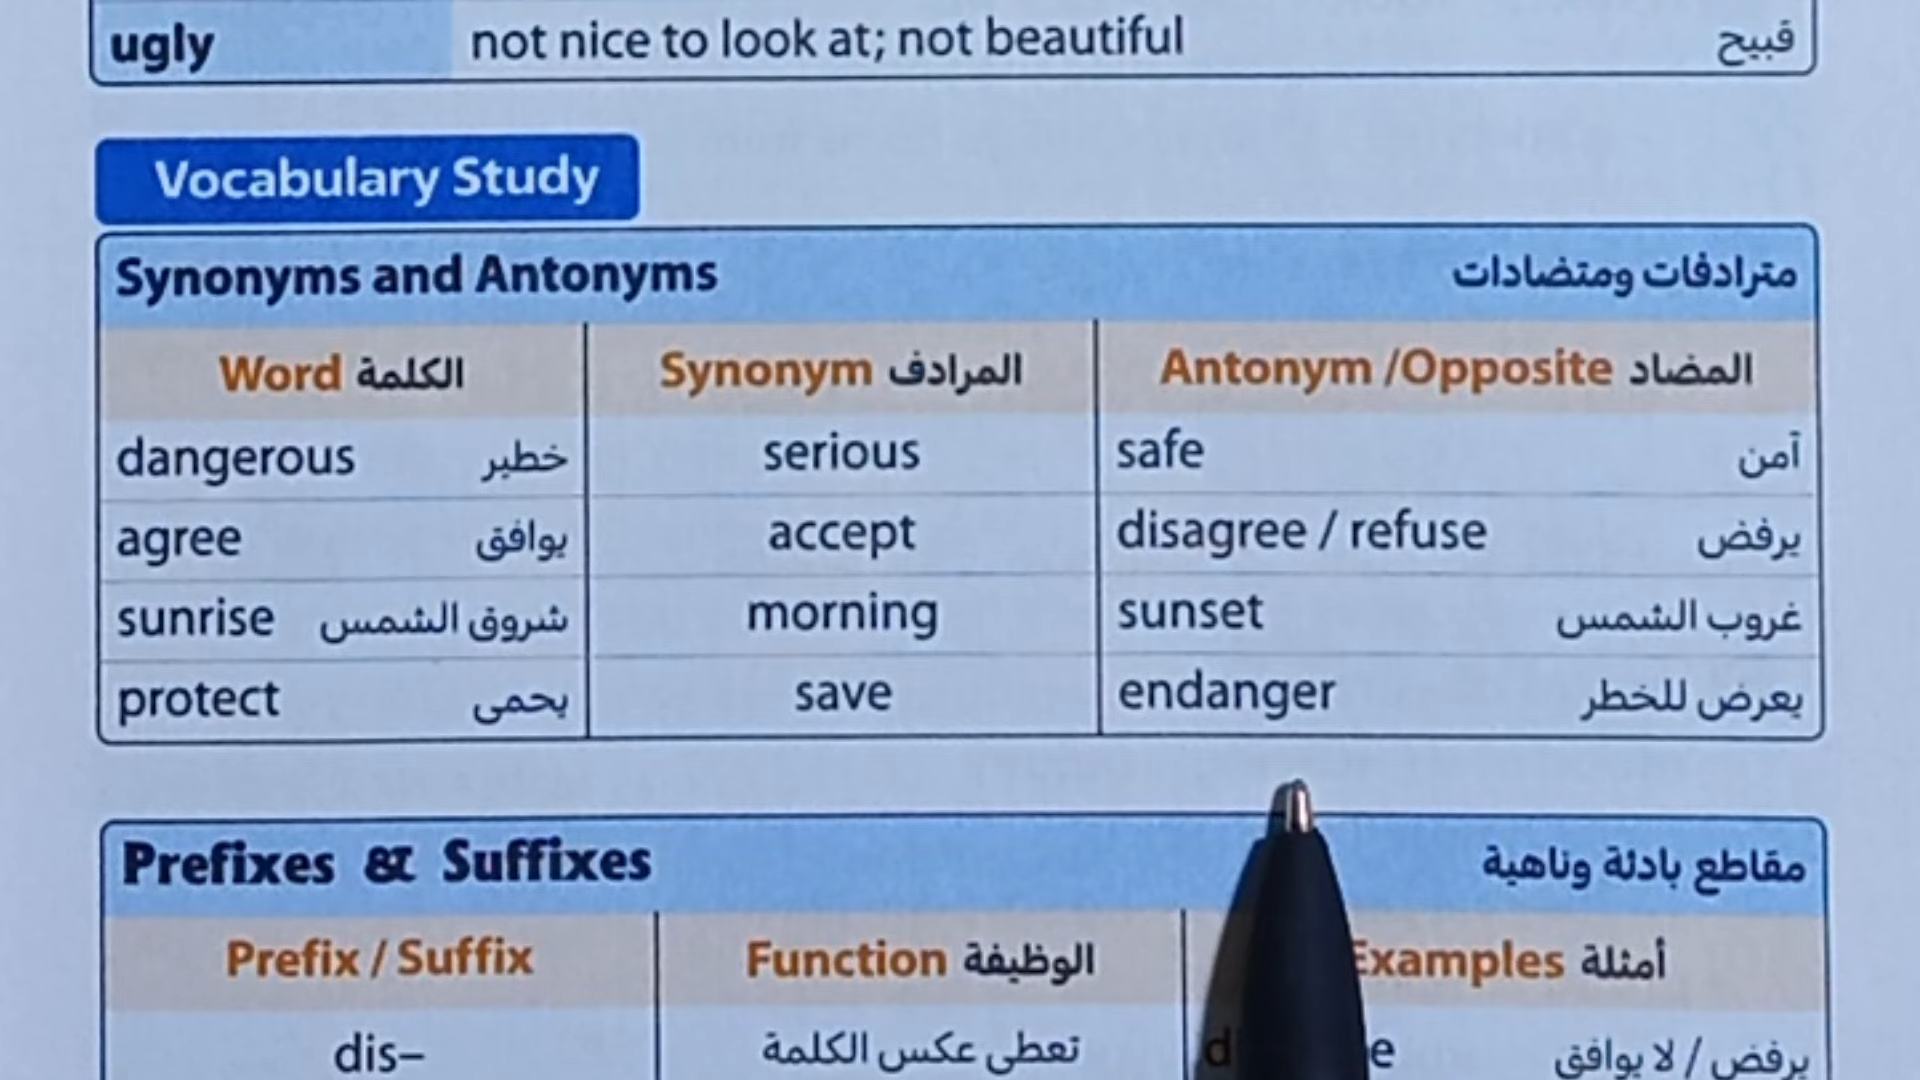 ugly not nice to look at; not beautiful قبيح
Vocabulary Study
Synonyms and Antonyms مترادفات ومتضادات
Word الكلمة Synonym المرادف Antonym /Opposite المضاد
dangerous خطير serious safe آمن
agree يوافق accept disagree / refuse يرفض
sunrise شروق الشمس morning sunset غروب الشمس
protect يحمى save endanger يعرض للخطر
Prefixes & Suffixes مقاطع بادئة وناهية
Prefix / Suffix Function الوظيفة Examples أمثلة
dis– تعطى عكس الكلمة يرفض / لا يوافق